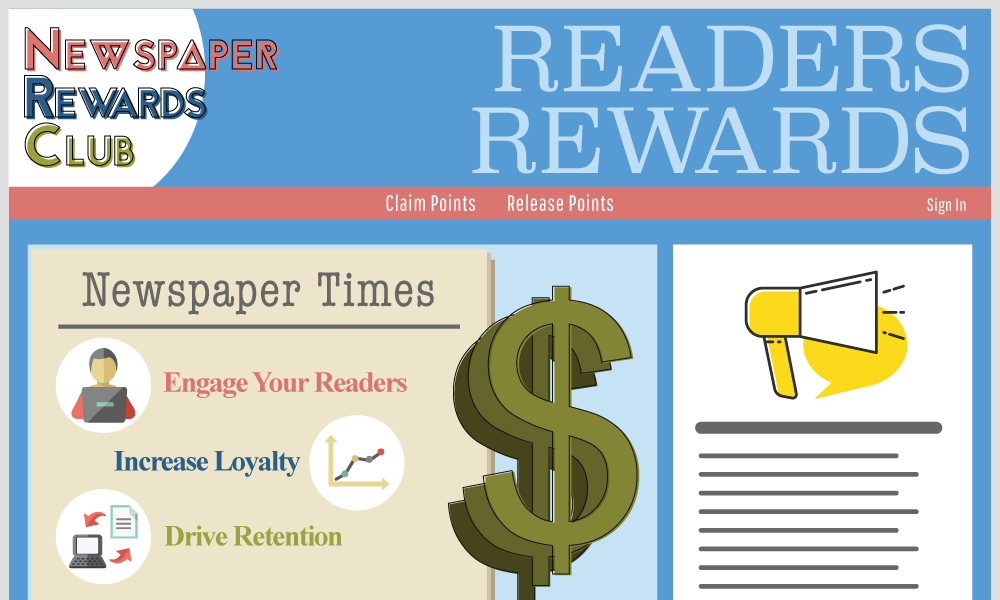 Newspaper
Rewards
Club
READERS
REWARDS
Claim Points
Release Points
Sign In
Newspaper Times
Engage Your Readers
Increase Loyalty
Drive Retention